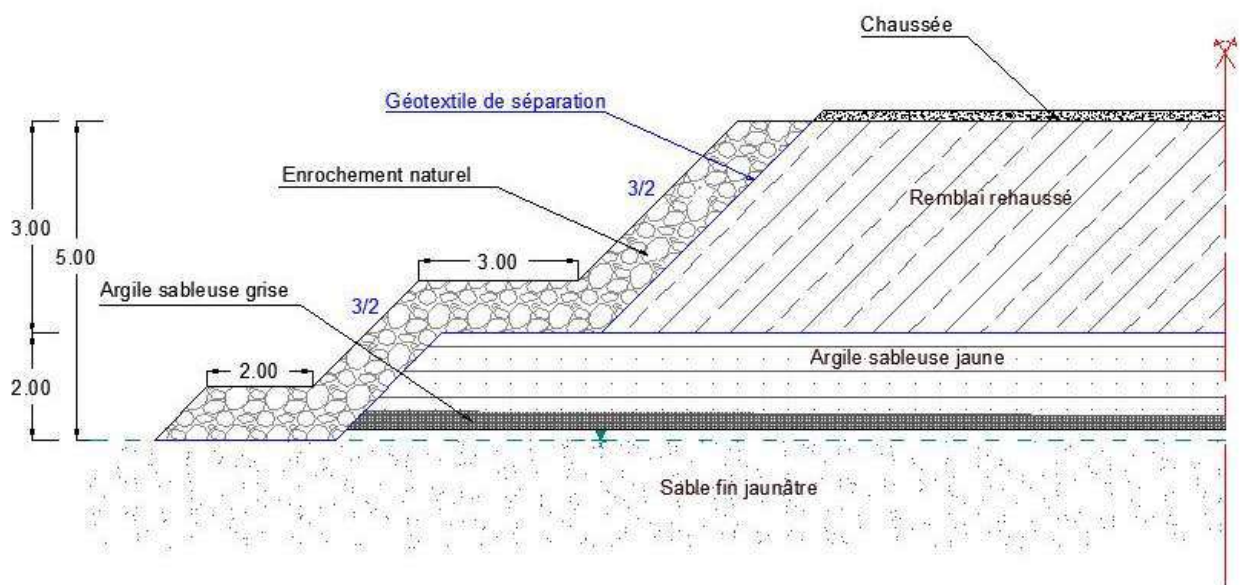 Chaussée
Géotextile de séparation
Enrochement naturel
3/2
Remblai rehaussé
3.00
5.00
3.00
Argile sableuse grise
3/2
Argile sableuse jaune
2.00
2.00
Sable fin jaunâtre